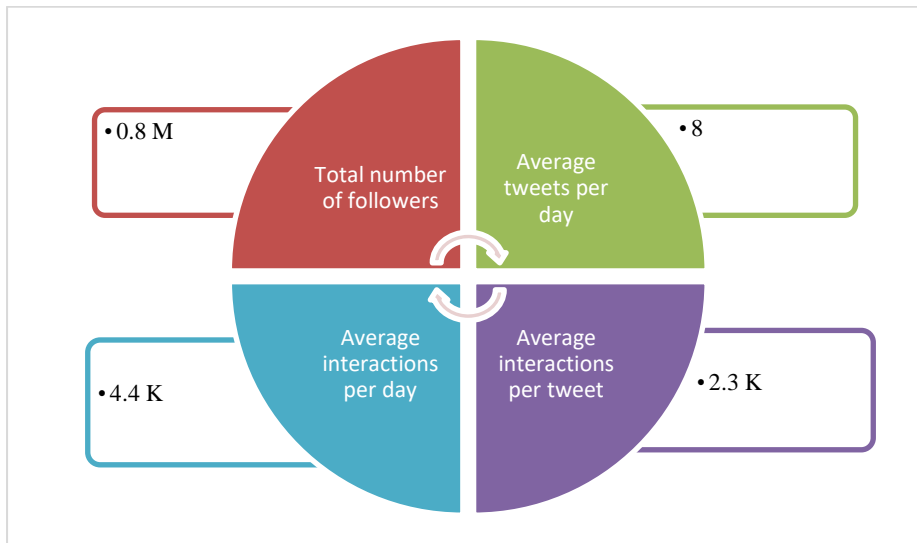 • 0.8 M
Total number
of followers
• 8
Average
tweets per
day
• 4.4 K
Average
interactions
per day
Average
interactions
per tweet
• 2.3 K